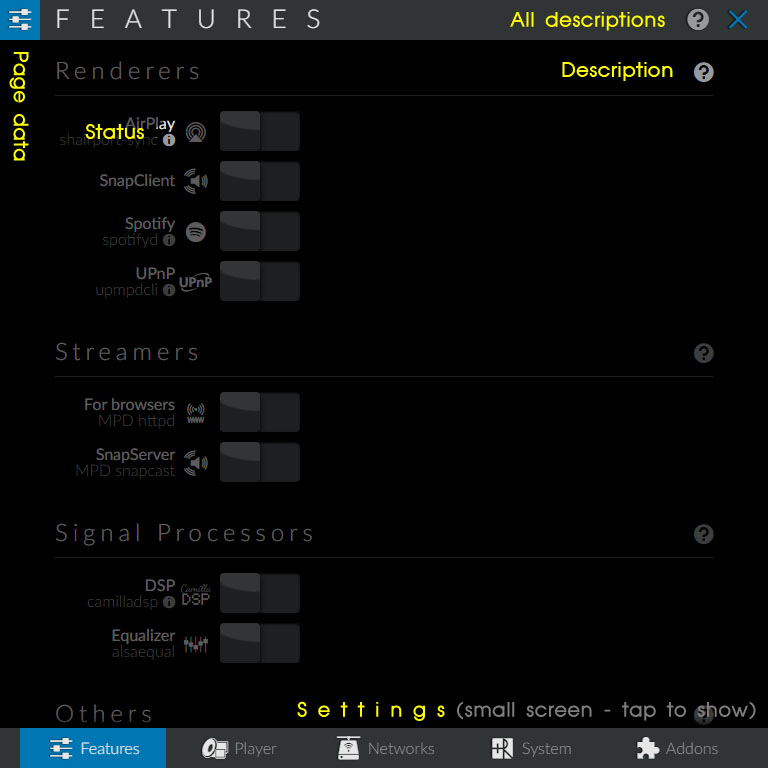 FEATURES All descriptions ?
Page data
Renderers Description ?
AirPlay
Status
shairport-sync i
SnapClient
Spotify
spotifyd i
UPnP
upmpdcli i UPnP
Streamers ?
For browsers
MPD httpd www
SnapServer
MPD snapcast
Signal Processors ?
DSP Camilla
camilladsp i DSP
Equalizer
alsaequal
Others ?
Settings (small screen - tap to show)
Features Player Networks R System Addons